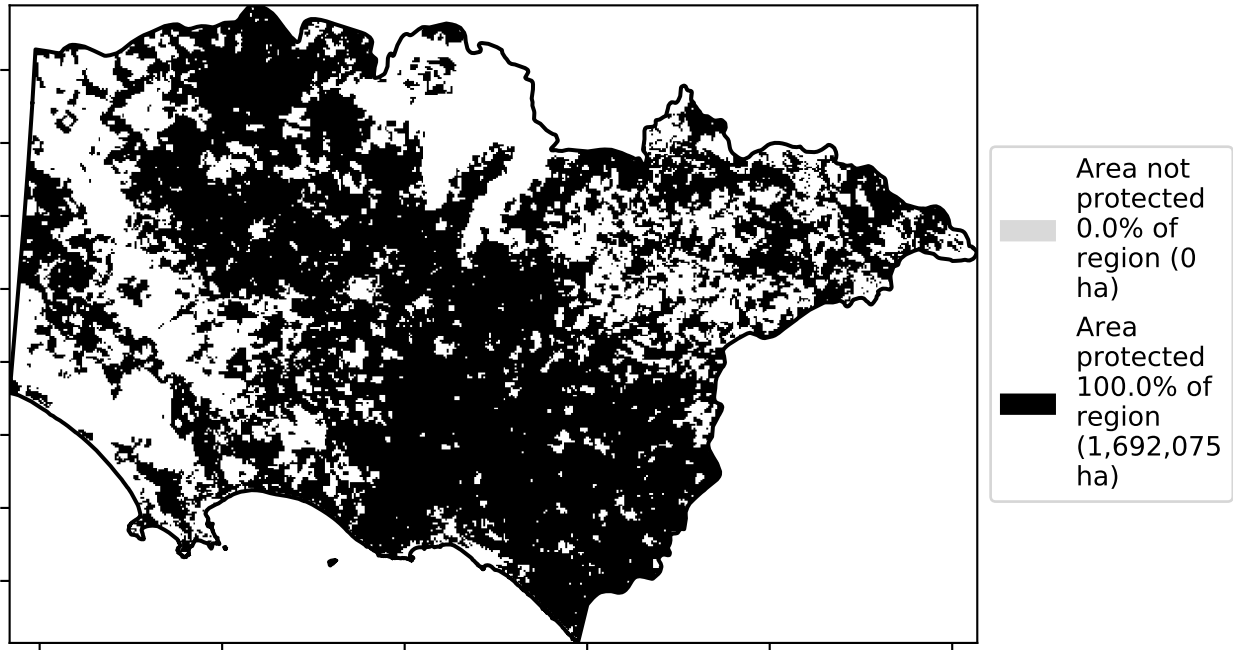 Area not
protected
0.0% of
region (0
ha)
Area
protected
100.0% of
region
(1,692,075
ha)